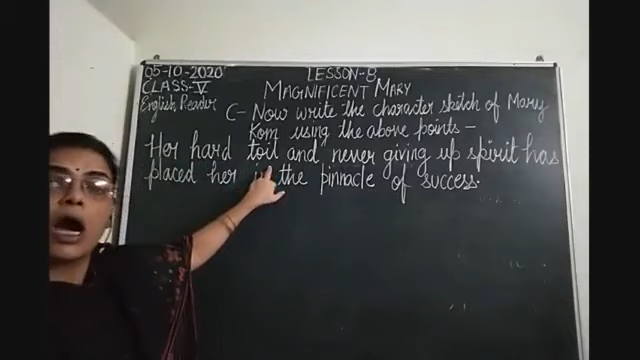 05-10-2020
CLASS-V
English Reader
LESSON-8
MAGNIFICENT MARY
C- Now write the character sketch of Mary
Kom using the above points -
Her hard toil and never giving up spirit has
placed her in the pinnacle of success.